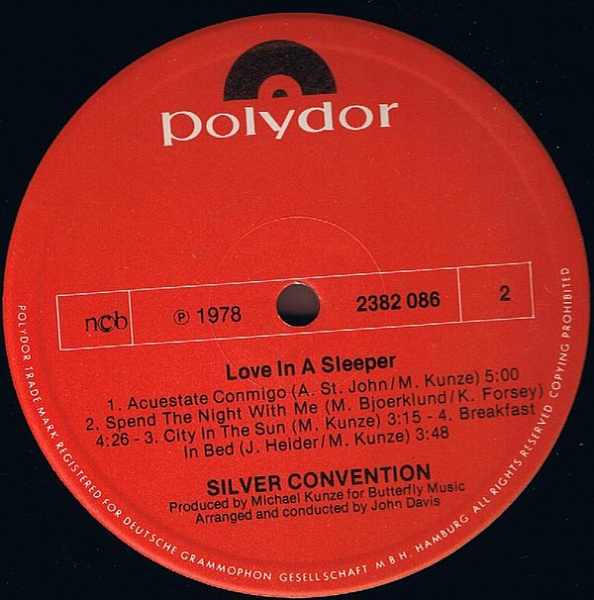 polydor
ncb
℗ 1978
2382 086
2
Love In A Sleeper
1. Acuestate Conmigo (A. St. John/M. Kunze) 5:00
2. Spend The Night With Me (M. Bjoerklund/K. Forsey)
4:26 - 3. City In The Sun (M. Kunze) 3:15 - 4. Breakfast
In Bed (J. Heider/M. Kunze) 3:48
SILVER CONVENTION
Produced by Michael Kunze for Butterfly Music
Arranged and conducted by John Davis
POLYDOR TRADE MARK REGISTERED FOR DEUTSCHE GRAMMOPHON GESELLSCHAFT MBH, HAMBURG ALL RIGHTS RESERVED COPYING PROHIBITED